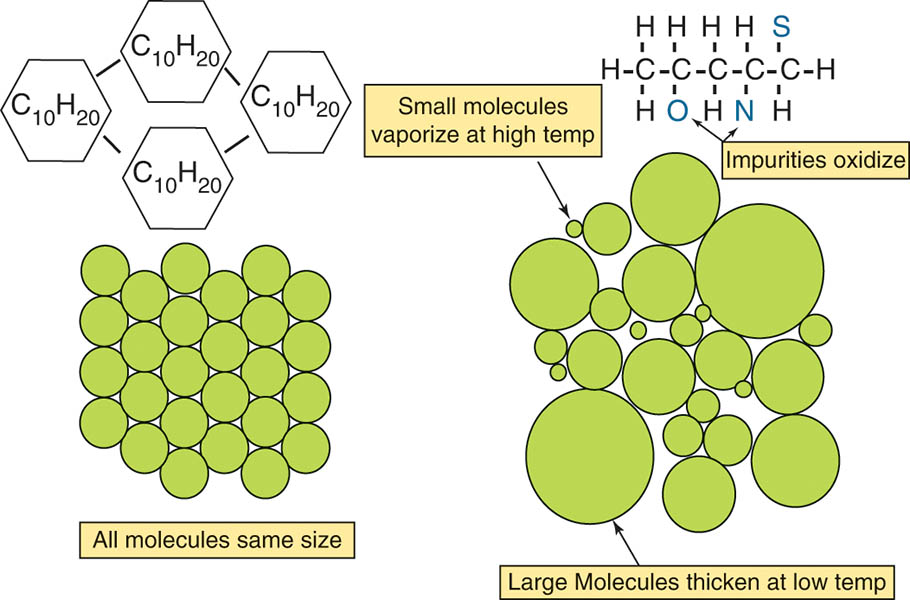 C10H20
C10H20
C10H20
C10H20
Small molecules
vaporize at high temp
H H H H S
H-C-C-C-C-C-H
H O H N H
Impurities oxidize
All molecules same size
Large Molecules thicken at low temp